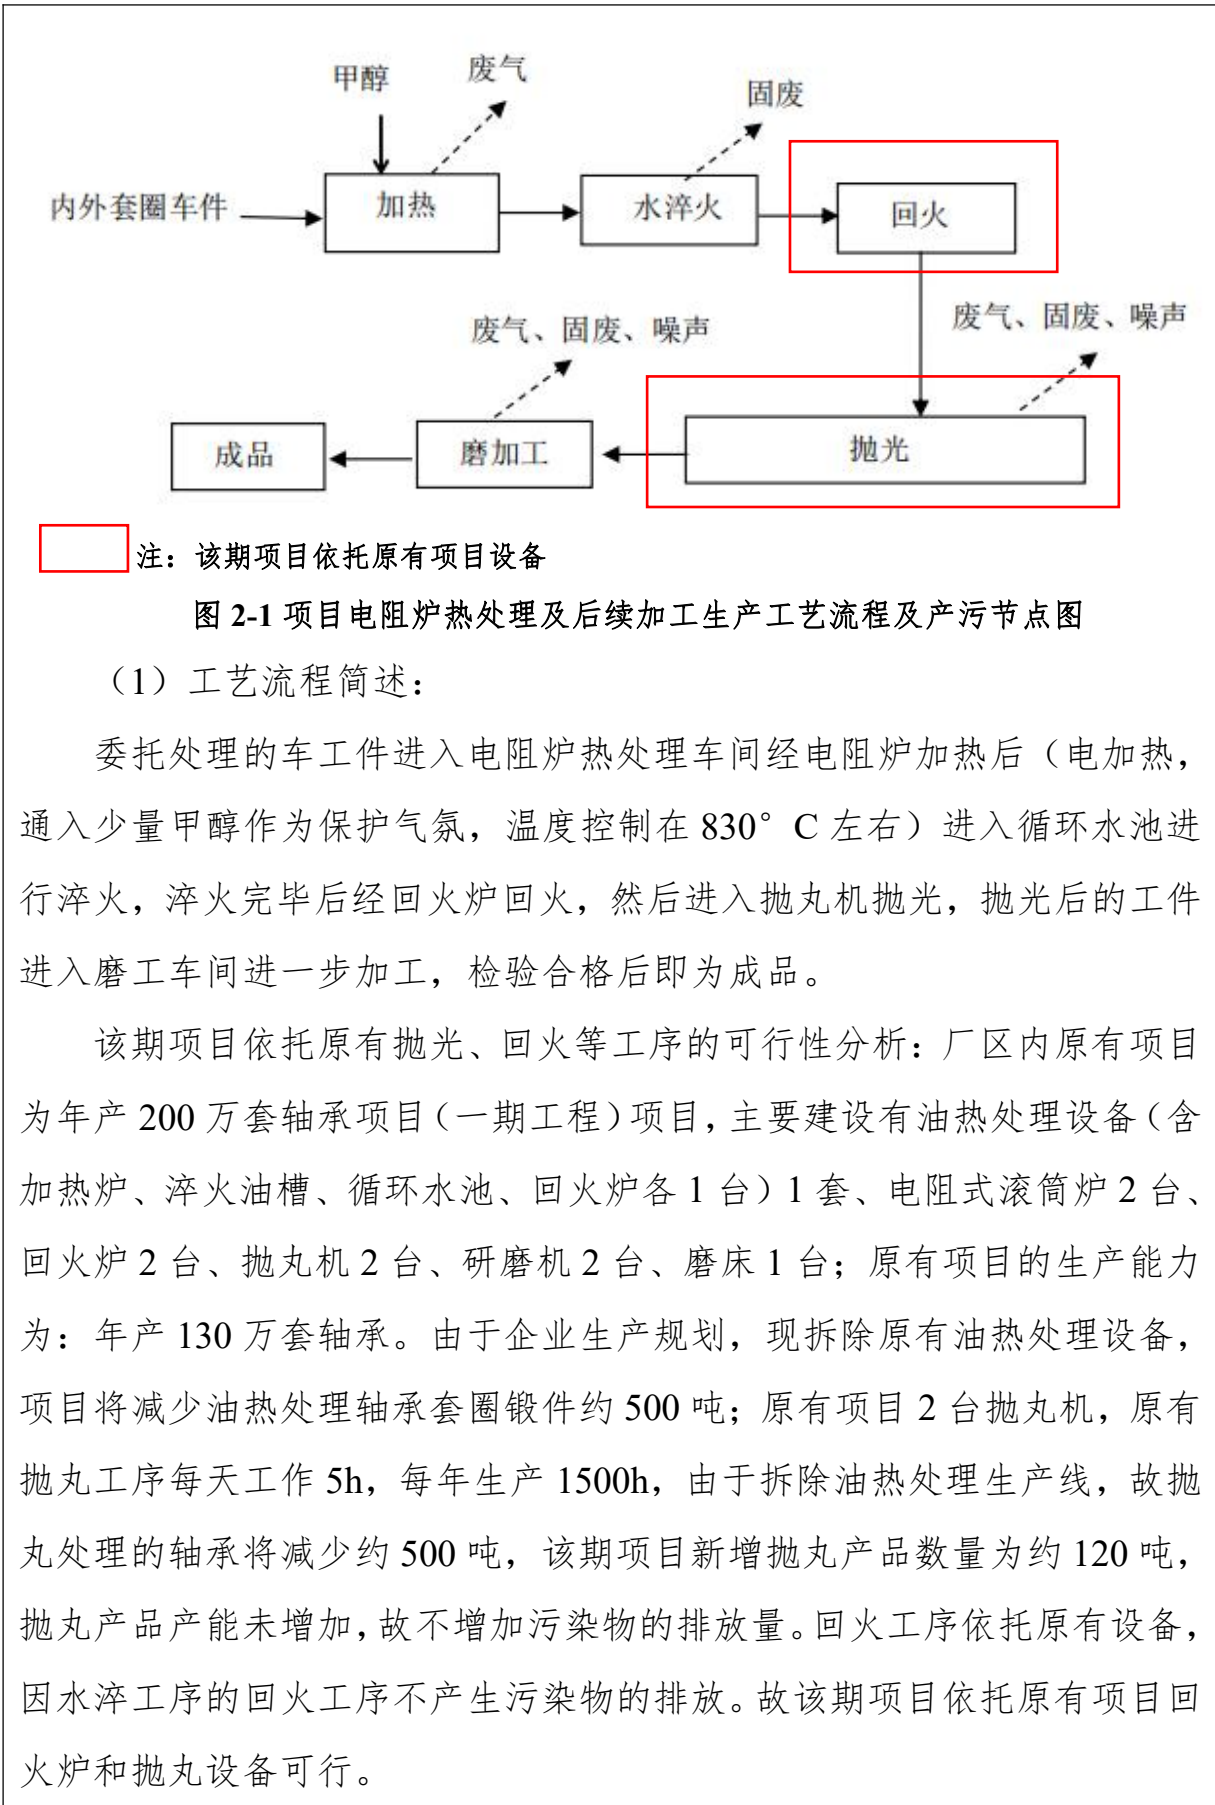 甲醇
废气
固废
内外套圈车件
加热
水淬火
回火
废气、固废、噪声
废气、固废、噪声
成品
磨加工
抛光
注：该期项目依托原有项目设备
图 2-1 项目电阻炉热处理及后续加工生产工艺流程及产污节点图
（1）工艺流程简述：
委托处理的车工件进入电阻炉热处理车间经电阻炉加热后（电加热，
通入少量甲醇作为保护气氛，温度控制在 830°C 左右）进入循环水池进
行淬火，淬火完毕后经回火炉回火，然后进入抛丸机抛光，抛光后的工件
进入磨工车间进一步加工，检验合格后即为成品。
该期项目依托原有抛光、回火等工序的可行性分析：厂区内原有项目
为年产 200 万套轴承项目（一期工程）项目，主要建设有油热处理设备（含
加热炉、淬火油槽、循环水池、回火炉各 1 台）1 套、电阻式滚筒炉 2 台、
回火炉 2 台、抛丸机 2 台、研磨机 2 台、磨床 1 台；原有项目的生产能力
为：年产 130 万套轴承。由于企业生产规划，现拆除原有油热处理设备，
项目将减少油热处理轴承套圈锻件约 500 吨；原有项目 2 台抛丸机，原有
抛丸工序每天工作 5h，每年生产 1500h，由于拆除油热处理生产线，故抛
丸处理的轴承将减少约 500 吨，该期项目新增抛丸产品数量为约 120 吨，
抛丸产品产能未增加，故不增加污染物的排放量。回火工序依托原有设备，
因水淬工序的回火工序不产生污染物的排放。故该期项目依托原有项目回
火炉和抛丸设备可行。